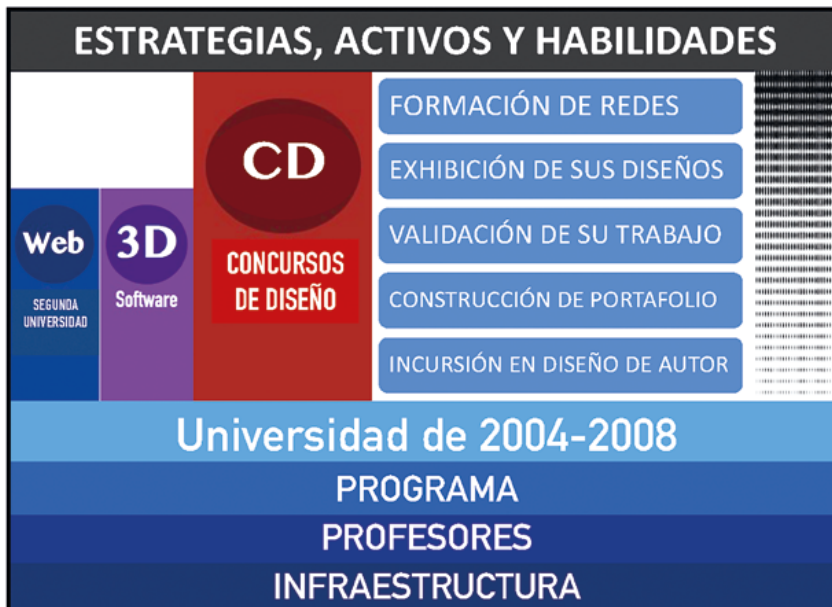 ESTRATEGIAS, ACTIVOS Y HABILIDADES
Web
SEGUNDA
UNIVERSIDAD
3D
Software
CD
CONCURSOS
DE DISEÑO
FORMACIÓN DE REDES
EXHIBICIÓN DE SUS DISEÑOS
VALIDACIÓN DE SU TRABAJO
CONSTRUCCIÓN DE PORTAFOLIO
INCURSIÓN EN DISEÑO DE AUTOR
Universidad de 2004-2008
PROGRAMA
PROFESORES
INFRAESTRUCTURA